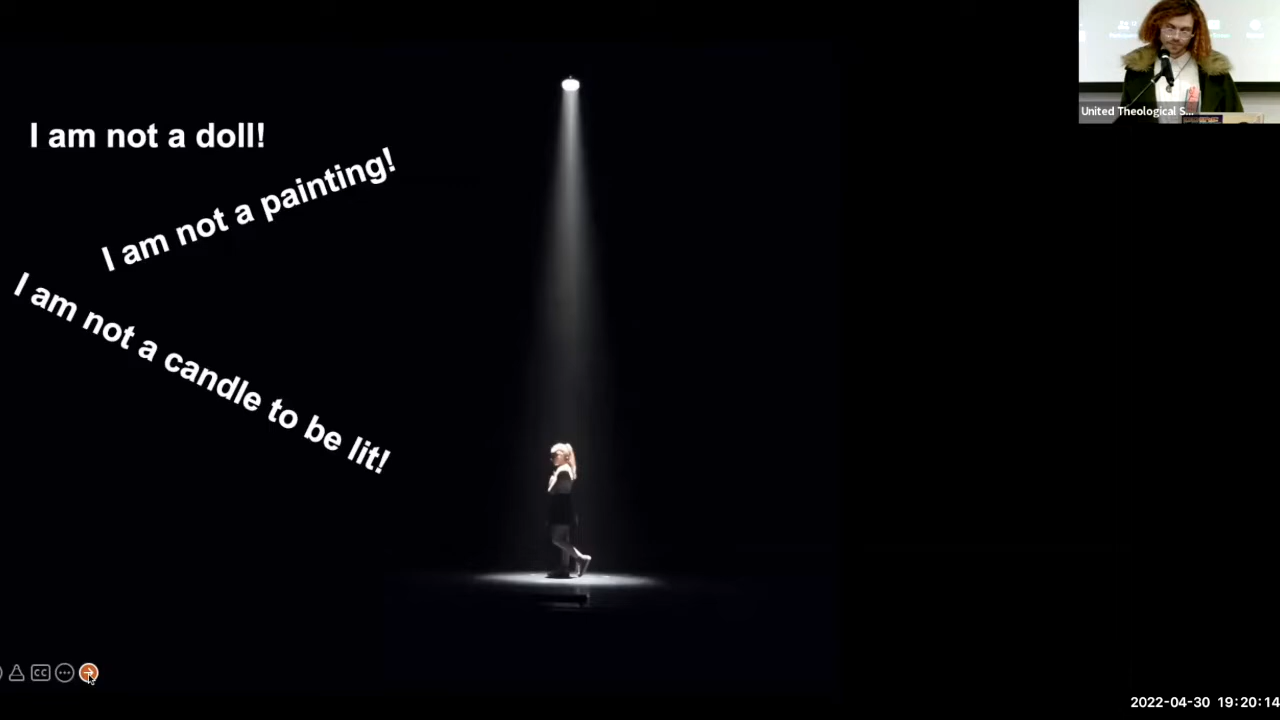 I am not a doll!
I am not a painting!
I am not a candle to be lit!
United Theological S...
CC
2022-04-30 19:20:14